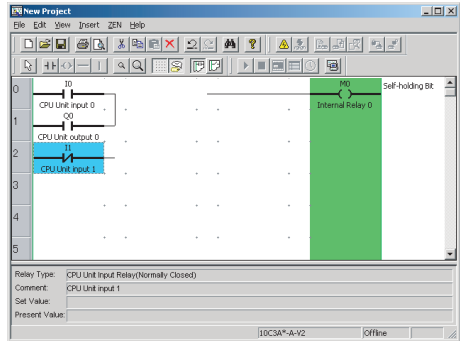 New Project
File Edit View Insert ZEN Help
0
I0
M0
Self-holding Bit
CPU Unit input 0
Internal Relay 0
1
Q0
CPU Unit output 0
2
I1
CPU Unit input 1
3
4
5
Relay Type: CPU Unit Input Relay(Normally Closed)
Comment: CPU Unit input 1
Set Value:
Present Value:
10C3A*-A-V2 Offline